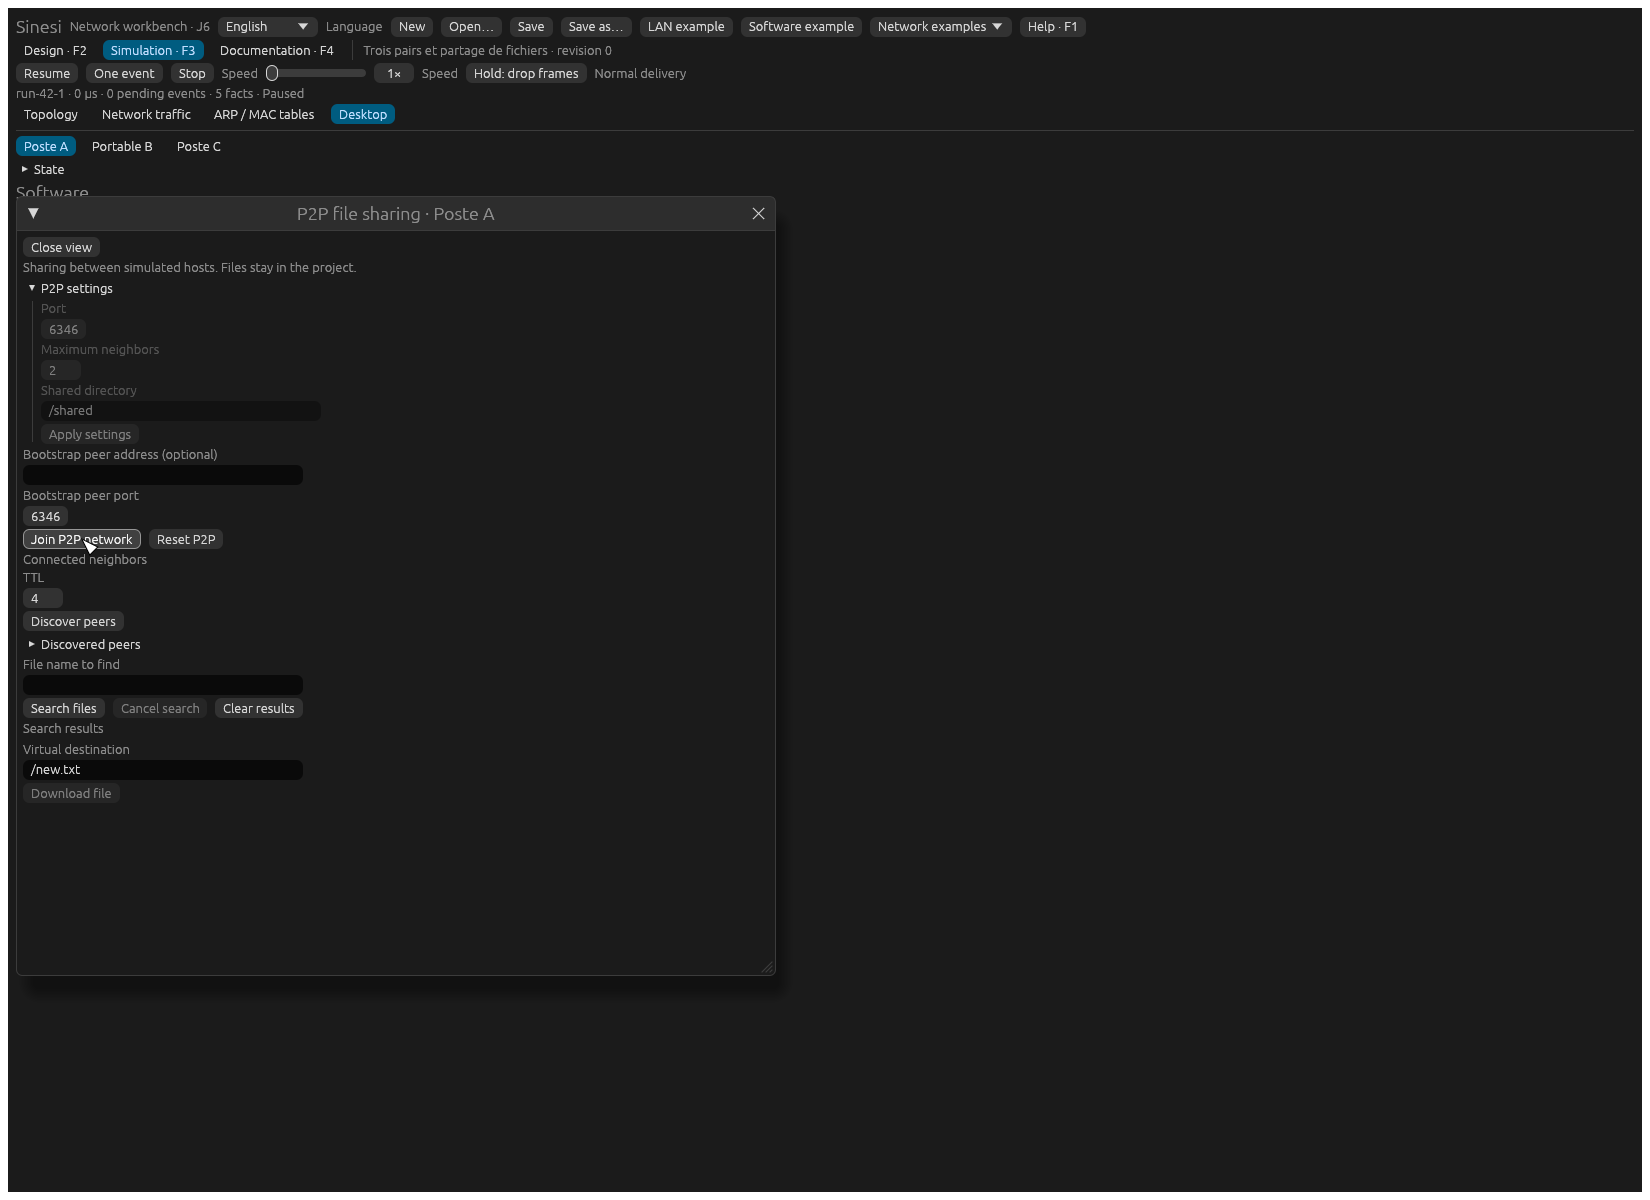 Sinesi Network workbench · J6 English Language New Open... Save Save as... LAN example Software example Network examples Help · F1
Design · F2 Simulation · F3 Documentation · F4 Trois pairs et partage de fichiers · revision 0
Resume One event Stop Speed 1× Speed Hold: drop frames Normal delivery
run-42-1 · 0 µs · 0 pending events · 5 facts · Paused
Topology Network traffic ARP / MAC tables Desktop
Poste A Portable B Poste C
State
Software
P2P file sharing · Poste A
Close view
Sharing between simulated hosts. Files stay in the project.
P2P settings
Port
6346
Maximum neighbors
2
Shared directory
/shared
Apply settings
Bootstrap peer address (optional)
Bootstrap peer port
6346
Join P2P network Reset P2P
Connected neighbors
TTL
4
Discover peers
Discovered peers
File name to find
Search files Cancel search Clear results
Search results
Virtual destination
/new.txt
Download file